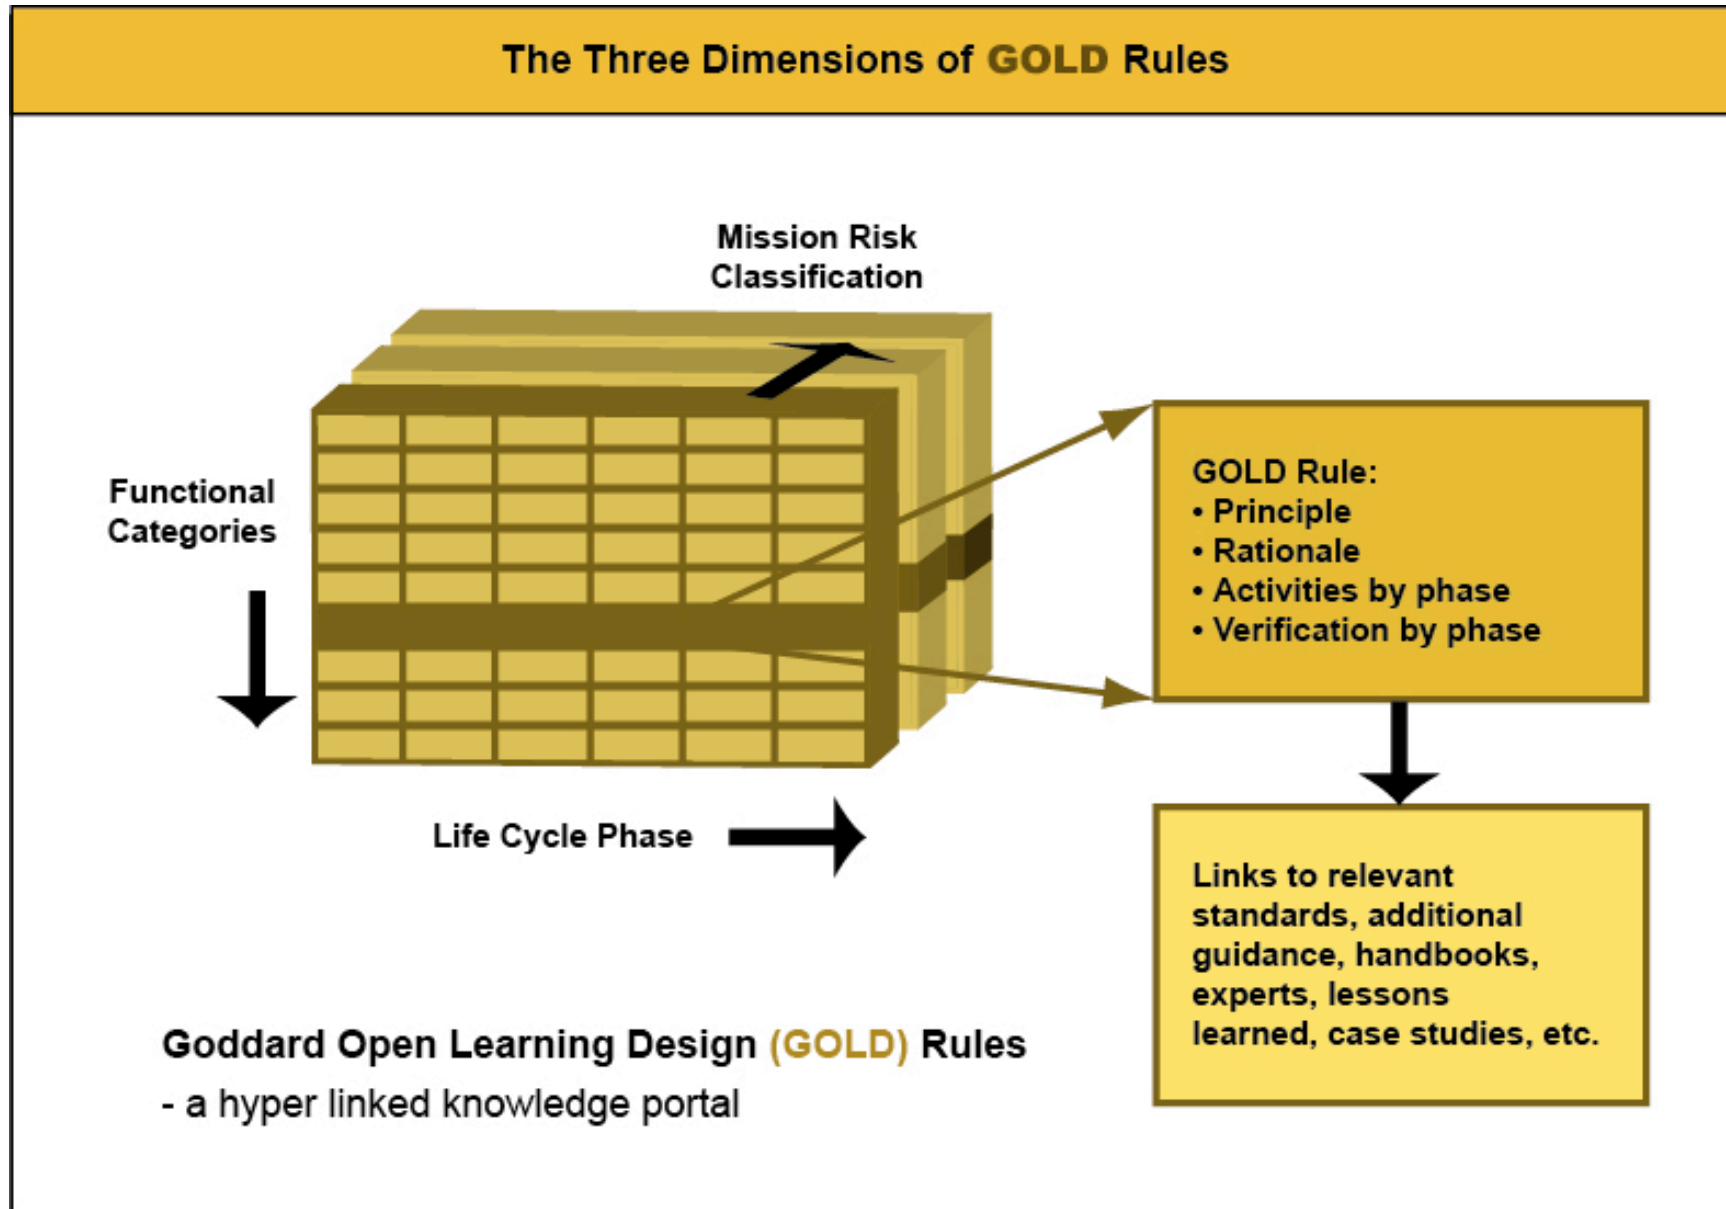 The Three Dimensions of GOLD Rules
Mission Risk
Classification
Functional
Categories
Life Cycle Phase
GOLD Rule:
• Principle
• Rationale
• Activities by phase
• Verification by phase
Links to relevant
standards, additional
guidance, handbooks,
experts, lessons
learned, case studies, etc.
Goddard Open Learning Design (GOLD) Rules
- a hyper linked knowledge portal